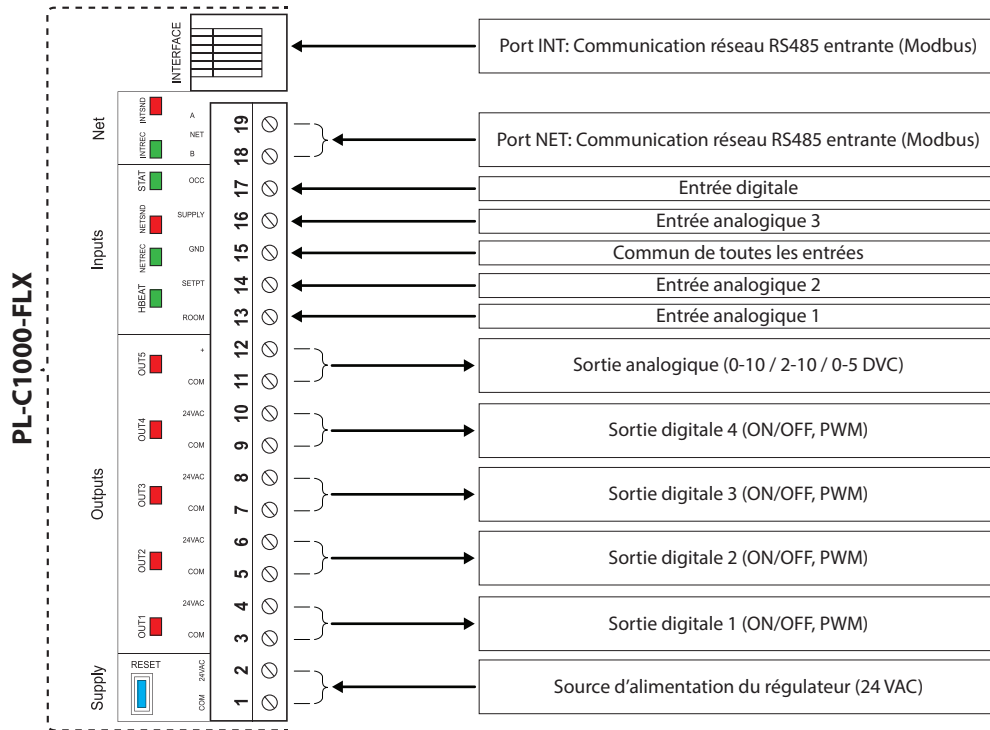 PL-C1000-FLX
INTERFACE
Port INT: Communication réseau RS485 entrante (Modbus)
Net
INTSND
INTREC
A
NET
B
19
18
Port NET: Communication réseau RS485 entrante (Modbus)
Inputs
STAT
OCC
17
Entrée digitale
NETSND
SUPPLY
16
Entrée analogique 3
NETREC
GND
15
Commun de toutes les entrées
HBEAT
SETPT
14
Entrée analogique 2
ROOM
13
Entrée analogique 1
Outputs
OUT5
+
COM
12
11
Sortie analogique (0-10 / 2-10 / 0-5 DVC)
OUT4
24VAC
COM
10
9
Sortie digitale 4 (ON/OFF, PWM)
OUT3
24VAC
COM
8
7
Sortie digitale 3 (ON/OFF, PWM)
OUT2
24VAC
COM
6
5
Sortie digitale 2 (ON/OFF, PWM)
OUT1
24VAC
COM
4
3
Sortie digitale 1 (ON/OFF, PWM)
Supply
RESET
24VAC
COM
2
1
Source d'alimentation du régulateur (24 VAC)